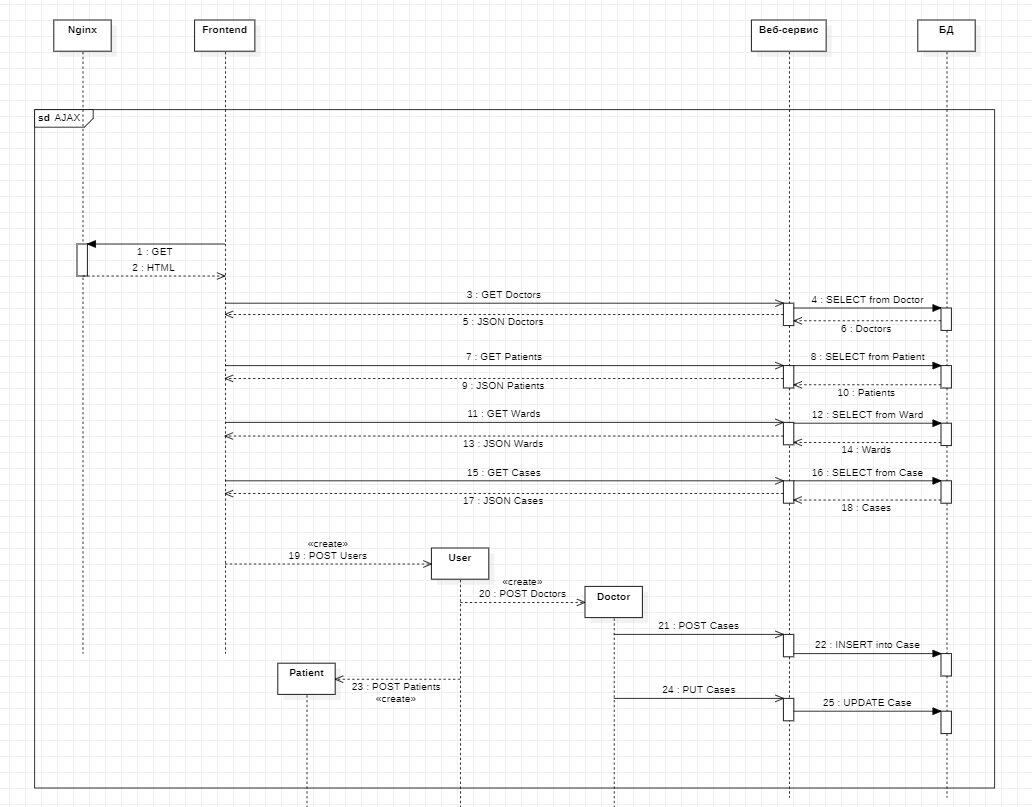 Nginx
Frontend
Веб-сервис
БД
sd AJAX
1 : GET
2 : HTML
3 : GET Doctors
4 : SELECT from Doctor
5 : JSON Doctors
6 : Doctors
7 : GET Patients
8 : SELECT from Patient
9 : JSON Patients
10 : Patients
11 : GET Wards
12 : SELECT from Ward
13 : JSON Wards
14 : Wards
15 : GET Cases
16 : SELECT from Case
17 : JSON Cases
18 : Cases
«create»
19 : POST Users
User
«create»
20 : POST Doctors
Doctor
21 : POST Cases
22 : INSERT into Case
Patient
23 : POST Patients
«create»
24 : PUT Cases
25 : UPDATE Case